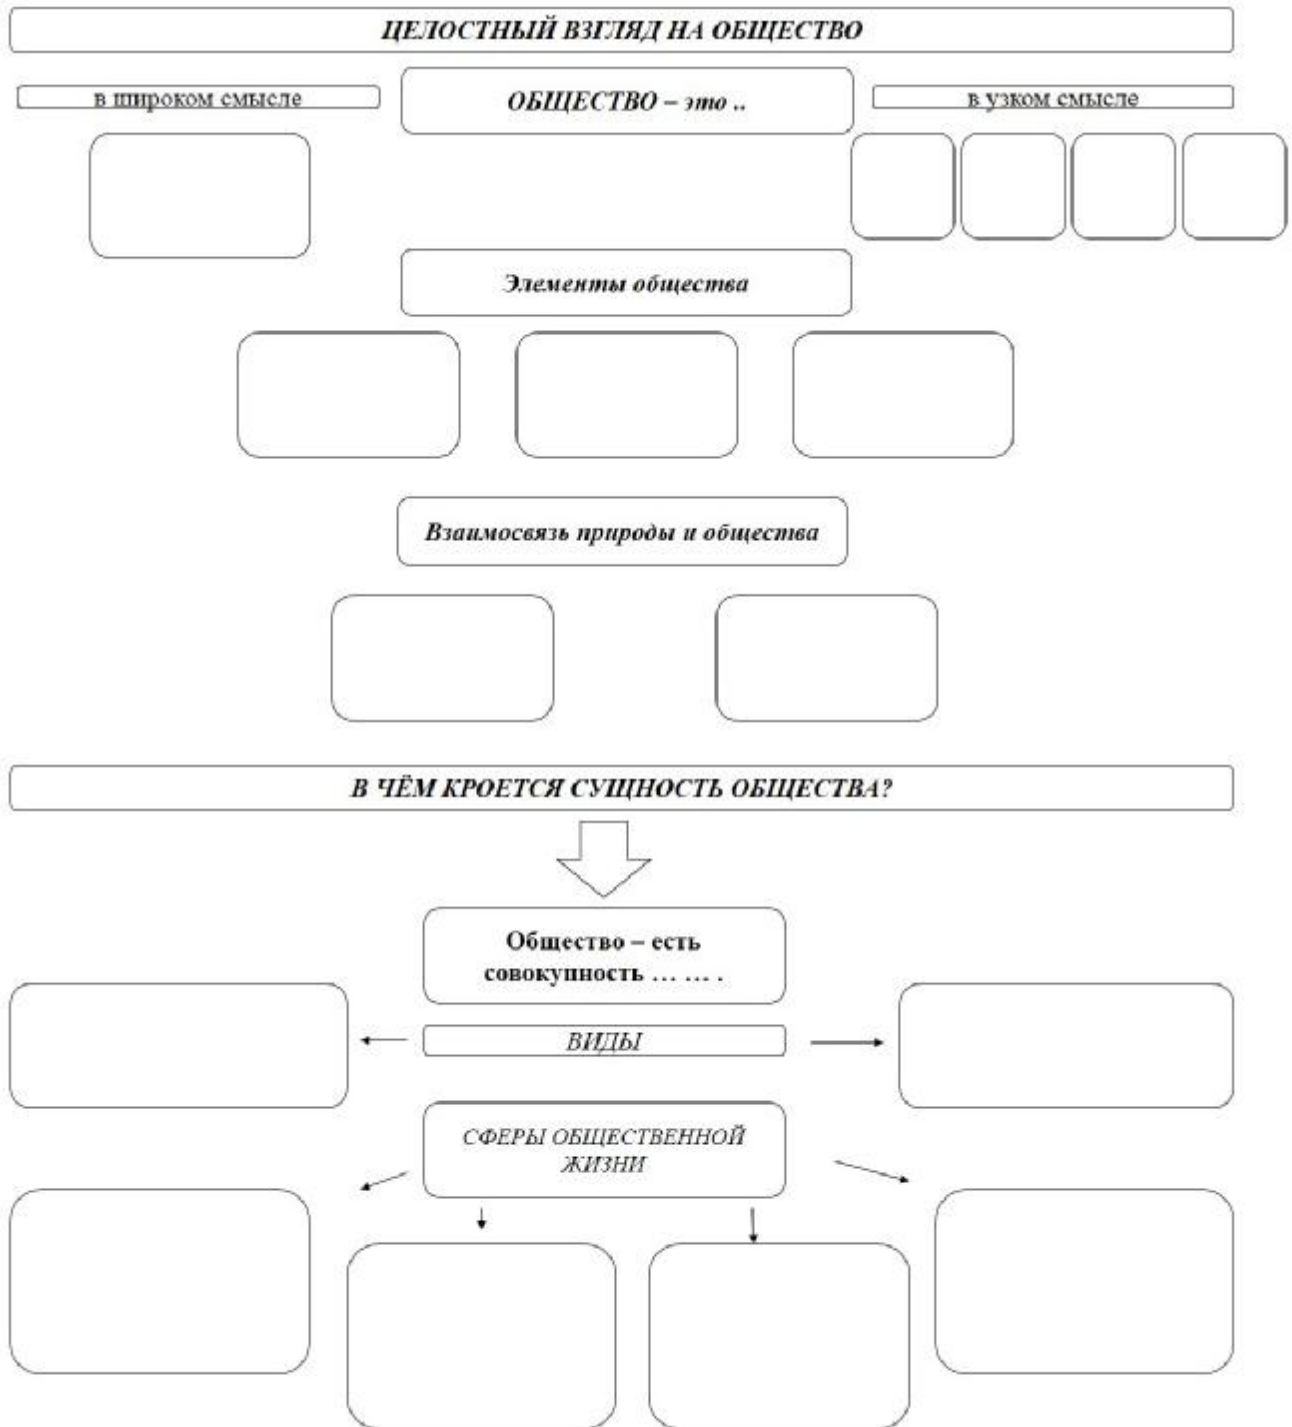 ЦЕЛОСТНЫЙ ВЗГЛЯД НА ОБЩЕСТВО
в широком смысле
ОБЩЕСТВО – это ..
в узком смысле
Элементы общества
Взаимосвязь природы и общества
В ЧЁМ КРОЕТСЯ СУЩНОСТЬ ОБЩЕСТВА?
Общество – есть
совокупность … … .
ВИДЫ
СФЕРЫ ОБЩЕСТВЕННОЙ
ЖИЗНИ